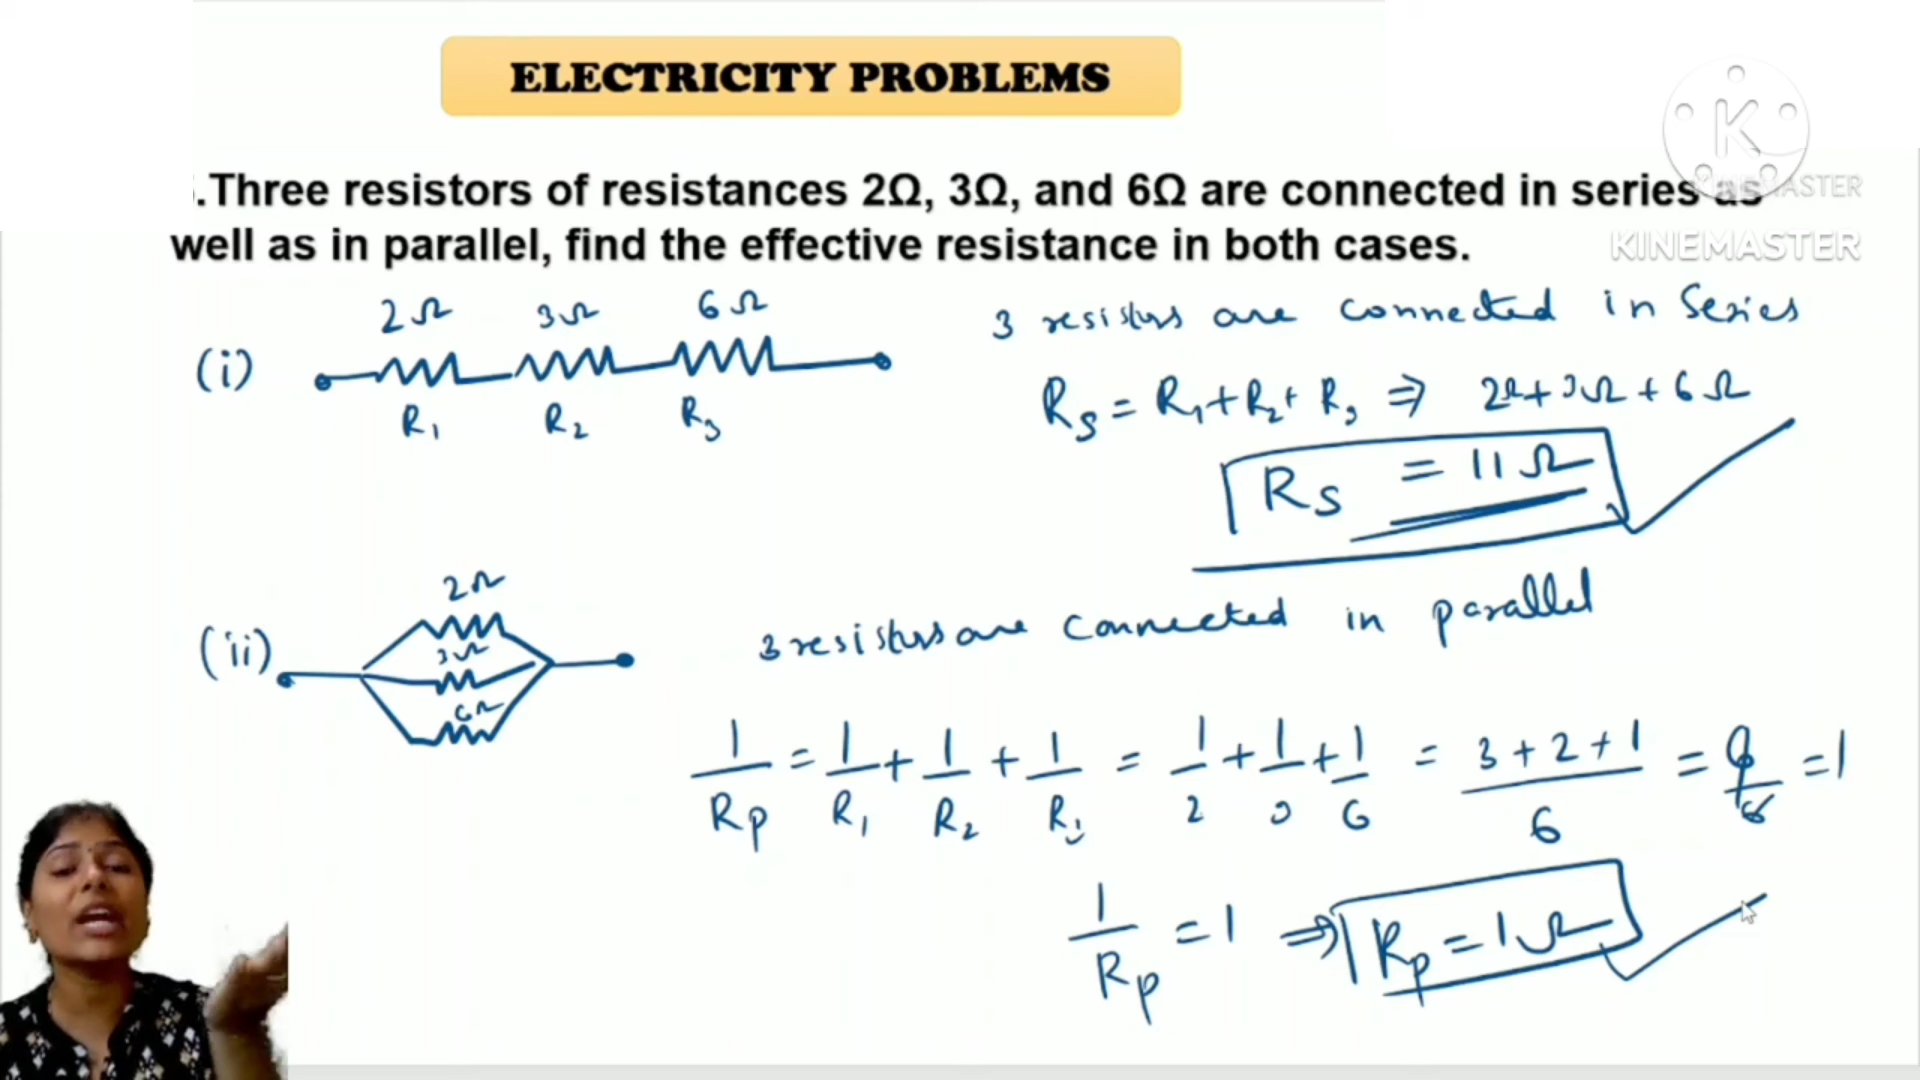 ELECTRICITY PROBLEMS
K
KINEMASTER
.Three resistors of resistances 2Ω, 3Ω, and 6Ω are connected in series as
well as in parallel, find the effective resistance in both cases.
KINEMASTER
(i) 2Ω 3Ω 6Ω
R₁ R₂ R₃
3 resistors are connected in Series
Rs = R₁ + R₂ + R₃ ⇒ 2Ω + 3Ω + 6Ω
Rs = 11 Ω
(ii) 2Ω
3Ω
6Ω
3 resistors are connected in parallel
1/Rp = 1/R₁ + 1/R₂ + 1/R₃ = 1/2 + 1/3 + 1/6 = 3+2+1/6 = 6/6 = 1
1/Rp = 1 ⇒ Rp = 1Ω